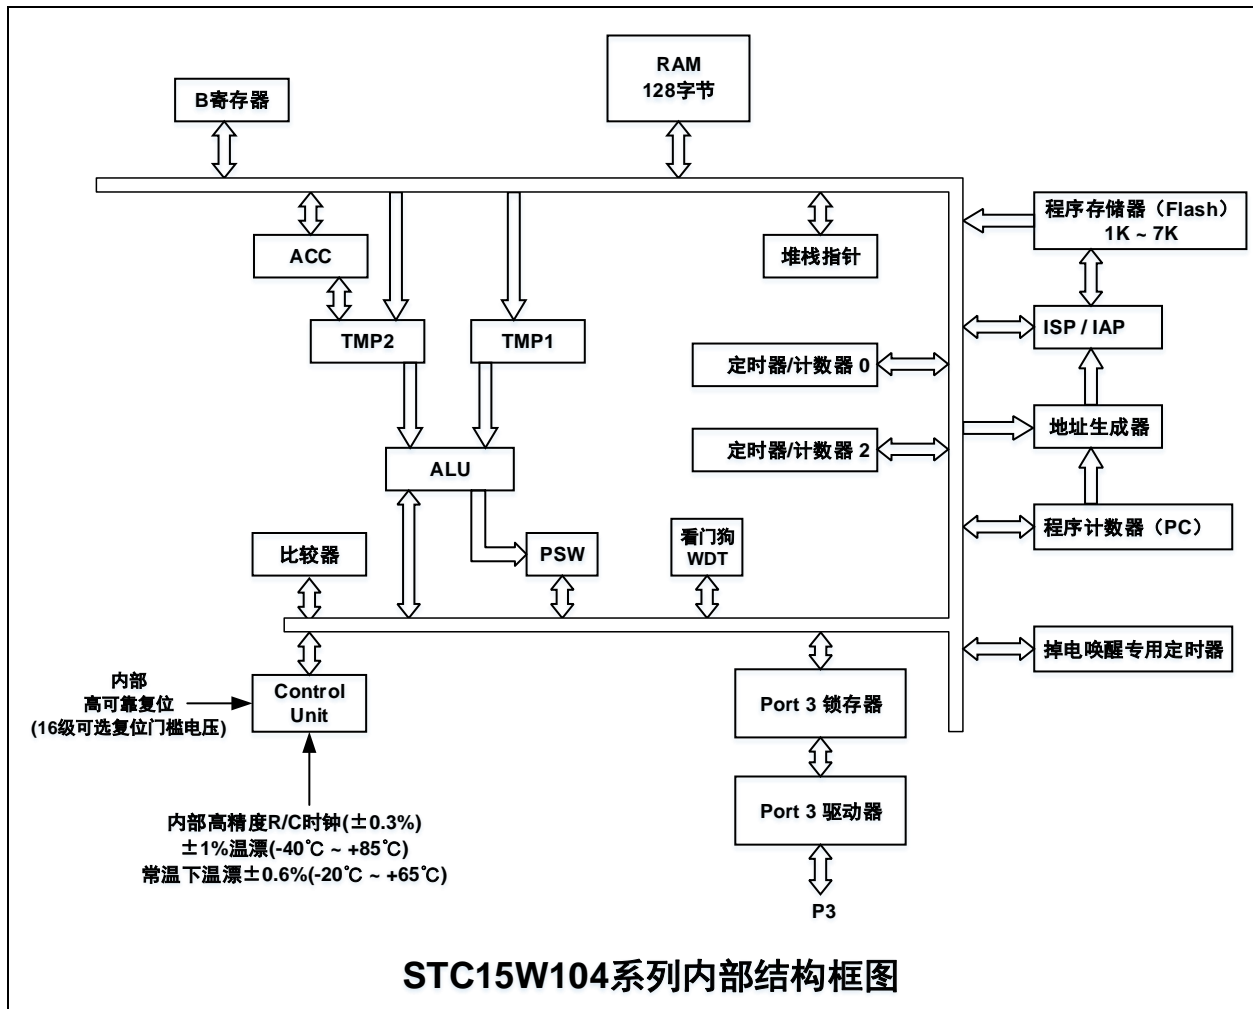 RAM
128字节
B寄存器
程序存储器（Flash）
1K ~ 7K
ACC
堆栈指针
TMP2
TMP1
ISP / IAP
定时器/计数器 0
地址生成器
定时器/计数器 2
ALU
程序计数器（PC）
比较器
PSW
看门狗
WDT
掉电唤醒专用定时器
内部
高可靠复位
(16级可选复位门槛电压)
Control
Unit
Port 3 锁存器
Port 3 驱动器
内部高精度R/C时钟(±0.3%)
±1%温漂(-40℃ ~ +85℃)
常温下温漂±0.6%(-20℃ ~ +65℃)
P3
STC15W104系列内部结构框图